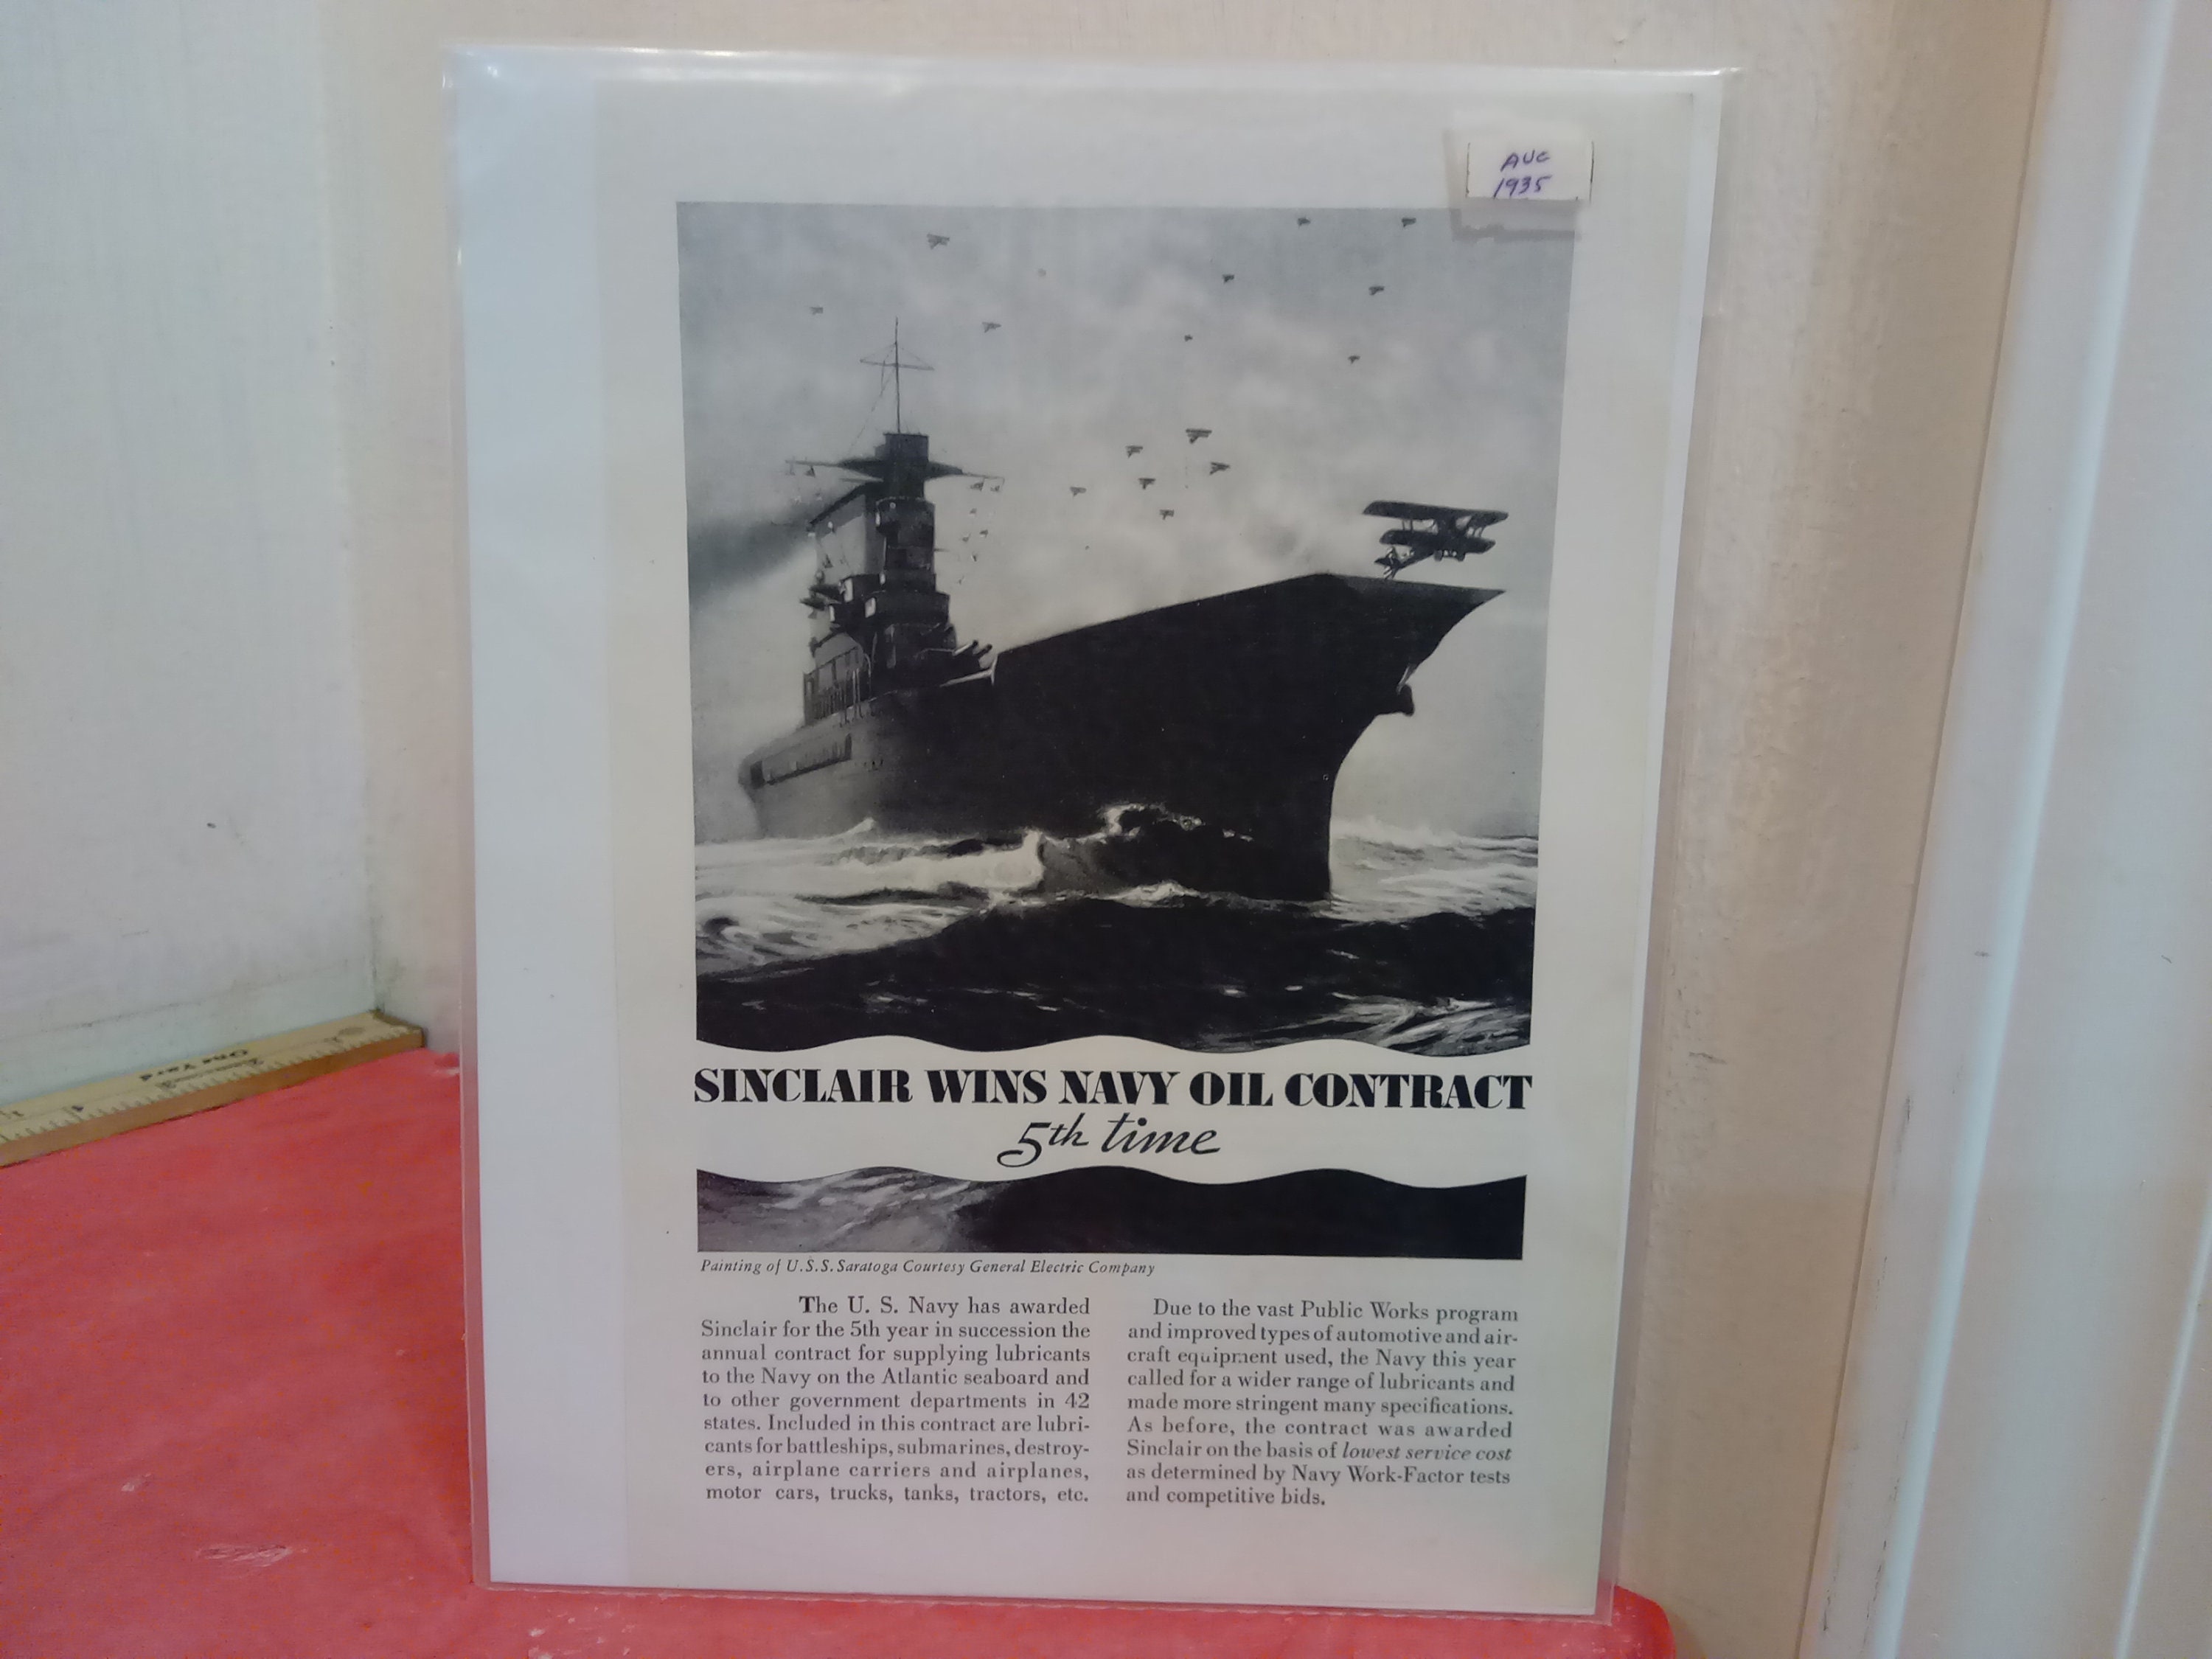 AUG
1935
SINCLAIR WINS NAVY OIL CONTRACT
5th time
Painting of U.S.S. Saratoga Courtesy General Electric Company
The U. S. Navy has awarded
Sinclair for the 5th year in succession the
annual contract for supplying lubricants
to the Navy on the Atlantic seaboard and
to other government departments in 42
states. Included in this contract are lubri-
cants for battleships, submarines, destroy-
ers, airplane carriers and airplanes,
motor cars, trucks, tanks, tractors, etc.
Due to the vast Public Works program
and improved types of automotive and air-
craft equipment used, the Navy this year
called for a wider range of lubricants and
made more stringent many specifications.
As before, the contract was awarded
Sinclair on the basis of lowest service cost
as determined by Navy Work-Factor tests
and competitive bids.
One Yard